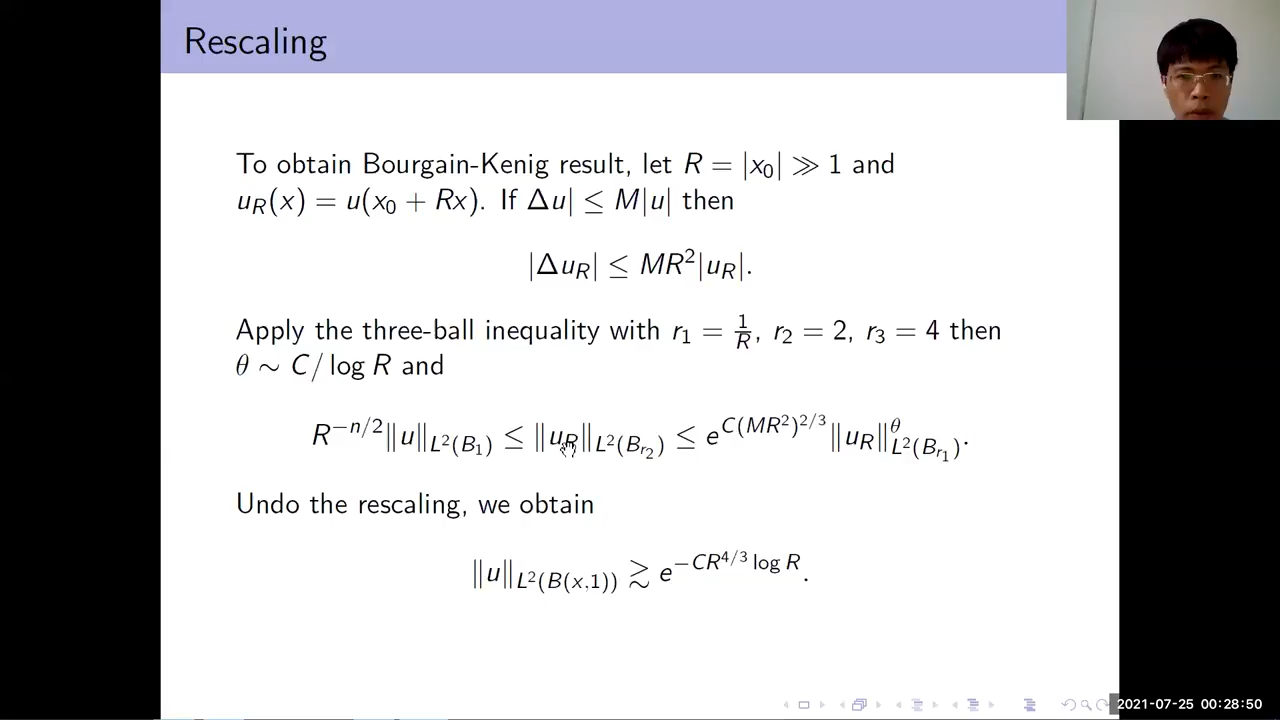 Rescaling
To obtain Bourgain-Kenig result, let R = |x₀| ≫ 1 and
u_R(x) = u(x₀ + Rx). If Δu| ≤ M|u| then
|Δu_R| ≤ MR²|u_R|.
Apply the three-ball inequality with r₁ = 1/R, r₂ = 2, r₃ = 4 then
θ ∼ C/ log R and
R^{−n/2}‖u‖_{L²(B₁)} ≤ ‖u_R‖_{L²(B_{r₂})} ≤ e^{C(MR²)^{2/3}}‖u_R‖^θ_{L²(B_{r₁})}.
Undo the rescaling, we obtain
‖u‖_{L²(B(x,1))} ≳ e^{−CR^{4/3} log R}.
2021-07-25 00:28:50